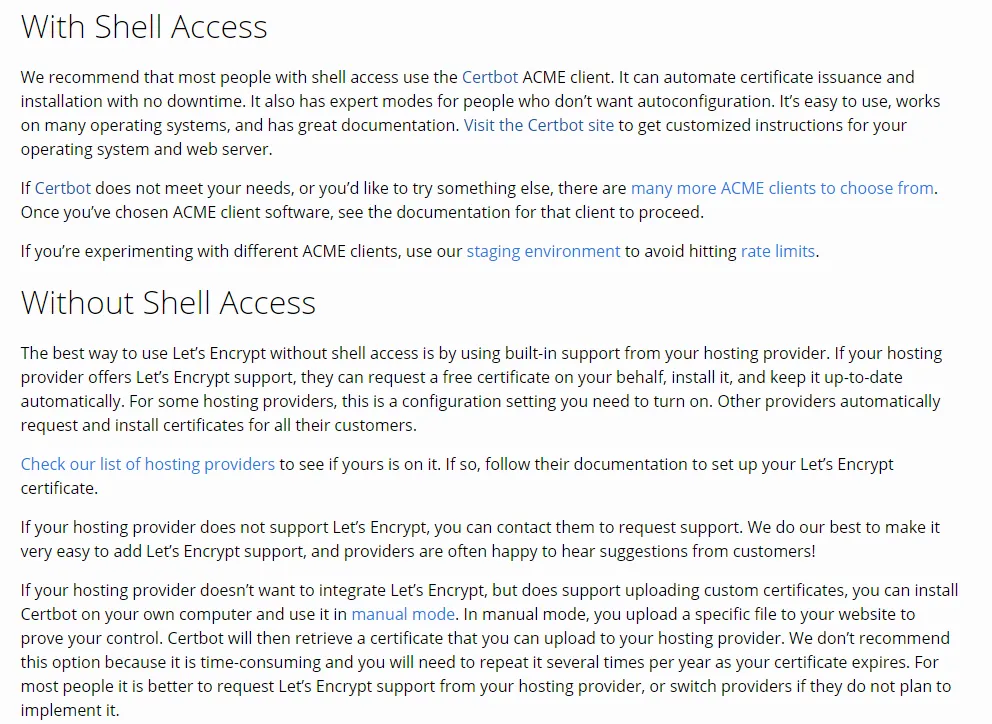 With Shell Access
We recommend that most people with shell access use the Certbot ACME client. It can automate certificate issuance and
installation with no downtime. It also has expert modes for people who don’t want autoconfiguration. It’s easy to use, works
on many operating systems, and has great documentation. Visit the Certbot site to get customized instructions for your
operating system and web server.
If Certbot does not meet your needs, or you’d like to try something else, there are many more ACME clients to choose from.
Once you’ve chosen ACME client software, see the documentation for that client to proceed.
If you’re experimenting with different ACME clients, use our staging environment to avoid hitting rate limits.
Without Shell Access
The best way to use Let’s Encrypt without shell access is by using built-in support from your hosting provider. If your hosting
provider offers Let’s Encrypt support, they can request a free certificate on your behalf, install it, and keep it up-to-date
automatically. For some hosting providers, this is a configuration setting you need to turn on. Other providers automatically
request and install certificates for all their customers.
Check our list of hosting providers to see if yours is on it. If so, follow their documentation to set up your Let’s Encrypt
certificate.
If your hosting provider does not support Let’s Encrypt, you can contact them to request support. We do our best to make it
very easy to add Let’s Encrypt support, and providers are often happy to hear suggestions from customers!
If your hosting provider doesn’t want to integrate Let’s Encrypt, but does support uploading custom certificates, you can install
Certbot on your own computer and use it in manual mode. In manual mode, you upload a specific file to your website to
prove your control. Certbot will then retrieve a certificate that you can upload to your hosting provider. We don’t recommend
this option because it is time-consuming and you will need to repeat it several times per year as your certificate expires. For
most people it is better to request Let’s Encrypt support from your hosting provider, or switch providers if they do not plan to
implement it.